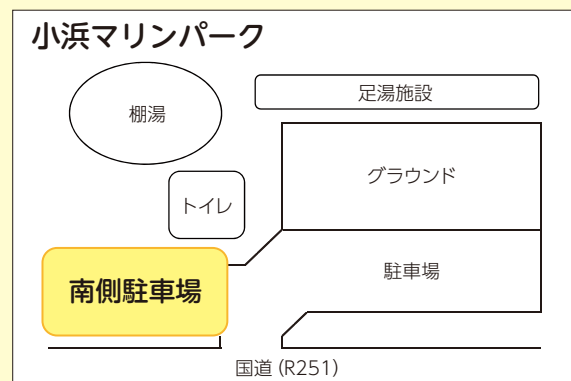 小浜マリンパーク
棚湯
足湯施設
グラウンド
トイレ
駐車場
南側駐車場
国道 (R251)